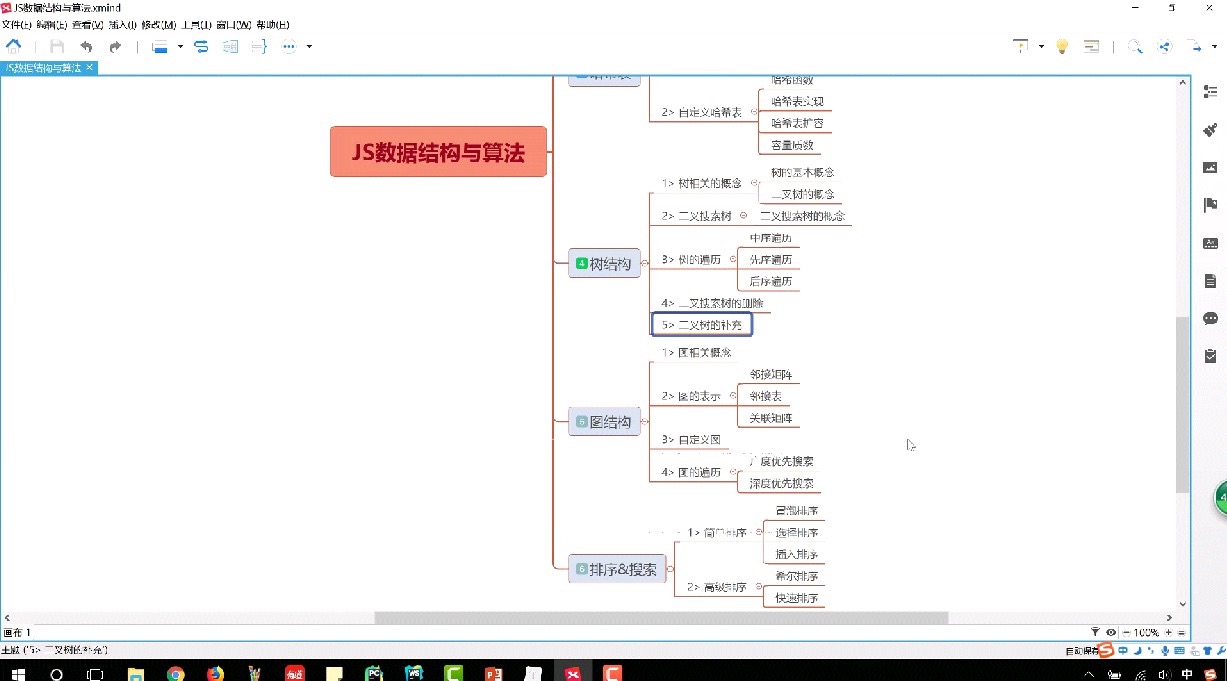 JS数据结构与算法.xmind
文件(F) 编辑(E) 查看(V) 插入(I) 修改(M) 工具(T) 窗口(W) 帮助(H)
JS数据结构与算法
哈希表
哈希函数
2> 自定义哈希表
哈希表实现
哈希表扩容
容量质数
JS数据结构与算法
1> 树相关的概念
树的基本概念
二叉树的概念
2> 二叉搜索树
二叉搜索树的概念
4 树结构
3> 树的遍历
中序遍历
先序遍历
后序遍历
4> 二叉搜索树的删除
5> 二叉树的补充
1> 图相关概念
2> 图的表示
邻接矩阵
邻接表
关联矩阵
图结构
3> 自定义图
4> 图的遍历
广度优先搜索
深度优先搜索
6 排序&搜索
1> 简单排序
冒泡排序
选择排序
插入排序
2> 高级排序
希尔排序
快速排序
画布 1
100%
主题 ('5> 二叉树的补充')
自动保存
中